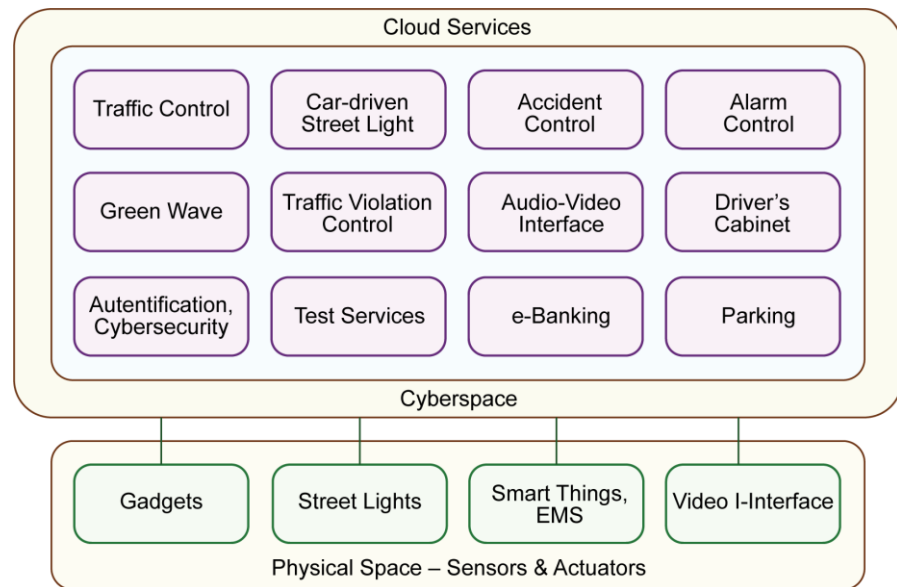 Cloud Services
Traffic Control
Car-driven
Street Light
Accident
Control
Alarm
Control
Green Wave
Traffic Violation
Control
Audio-Video
Interface
Driver’s
Cabinet
Autentification,
Cybersecurity
Test Services
e-Banking
Parking
Cyberspace
Gadgets
Street Lights
Smart Things,
EMS
Video I-Interface
Physical Space – Sensors & Actuators